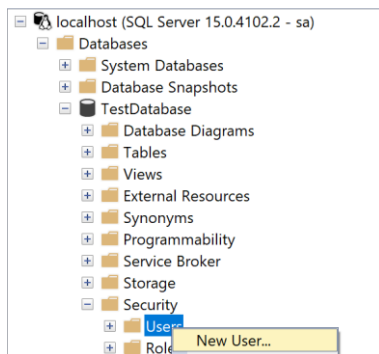 localhost (SQL Server 15.0.4102.2 - sa)
Databases
System Databases
Database Snapshots
TestDatabase
Database Diagrams
Tables
Views
External Resources
Synonyms
Programmability
Service Broker
Storage
Security
Users
New User...
Role